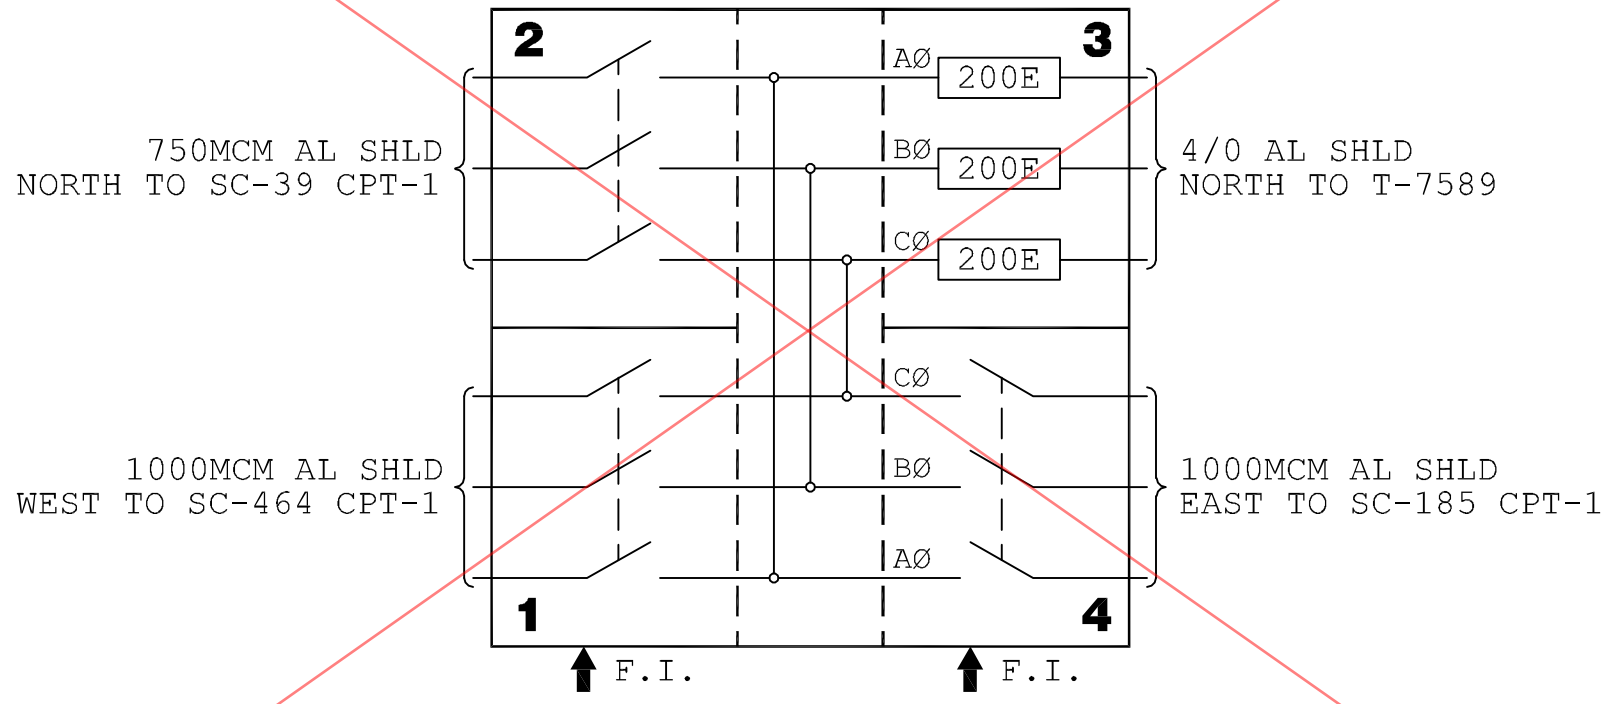 2
3
AØ
200E
750MCM AL SHLD
NORTH TO SC-39 CPT-1
BØ
200E
4/0 AL SHLD
NORTH TO T-7589
CØ
200E
CØ
1000MCM AL SHLD
WEST TO SC-464 CPT-1
BØ
1000MCM AL SHLD
EAST TO SC-185 CPT-1
AØ
1
4
F.I.
F.I.